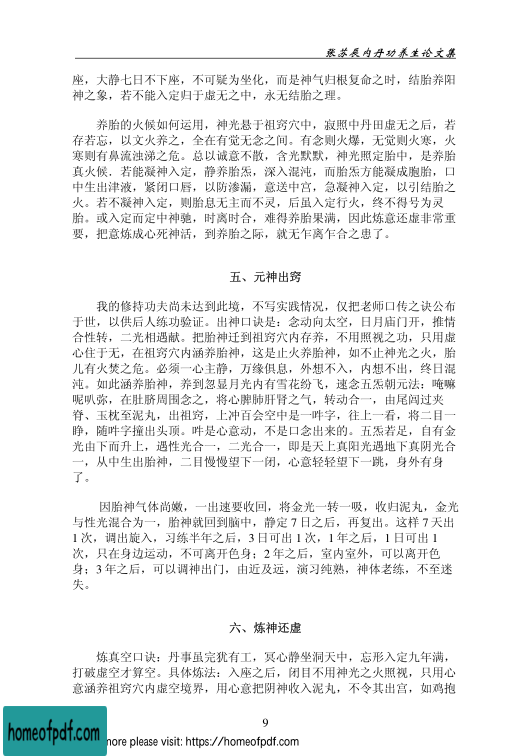 张苏辰内丹功养生论文集
座，大静七日不下座，不可疑为坐化，而是神气归根复命之时，结胎养阳
神之象，若不能入定归于虚无之中，永无结胎之理。
养胎的火候如何运用，神光悬于祖窍穴中，寂照中丹田虚无之后，若
存若忘，以文火养之，全在有觉无念之间。有念则火爆，无觉则火寒，火
寒则有鼻流浊涕之危。总以诚意不散，含光默默，神光照定胎中，是养胎
真火候．若能凝神入定，静养胎炁，深入混沌，而胎炁方能凝成胞胎，口
中生出津液，紧闭口唇，以防渗漏，意送中宫，急凝神入定，以引结胎之
火。若不凝神入定，则胎息无主而不灵，后虽入定行火，终不得号为灵
胎。或入定而定中神驰，时离时合，难得养胎果满，因此炼意还虚非常重
要，把意炼成心死神活，到养胎之际，就无乍离乍合之患了。
五、元神出窍
我的修持功夫尚未达到此境，不写实践情况，仅把老师口传之诀公布
于世，以供后人练功验证。出神口诀是：念动向太空，日月庙门开，推情
合性转，二光相遇献。把胎神迁到祖窍穴内存养，不用照视之功，只用虚
心住于无，在祖窍穴内涵养胎神，这是止火养胎神，如不止神光之火，胎
儿有火焚之危。必须一心主静，万缘俱息，外想不入，内想不出，终日混
沌。如此涵养胎神，养到忽显月光内有雪花纷飞，速念五炁朝元法：唵嘛
呢叭弥，在肚脐周围念之，将心脾肺肝肾之气，转动合一，由尾闾过夹
脊、玉枕至泥丸，出祖窍，上冲百会空中是一吽字，往上一看，将二目一
睁，随吽字撞出头顶。吽是心意动，不是口念出来的。五炁若足，自有金
光由下而升上，遇性光合一，二光合一，即是天上真阳光遇地下真阴光合
一，从中生出胎神，二目慢慢望下一闭，心意轻轻望下一跳，身外有身
了。
因胎神气体尚嫩，一出速要收回，将金光一转一吸，收归泥丸，金光
与性光混合为一，胎神就回到脑中，静定 7 日之后，再复出。这样 7 天出
1 次，调出旋入，习练半年之后，3 日可出 1 次，1 年之后，1 日可出 1
次，只在身边运动，不可离开色身；2 年之后，室内室外，可以离开色
身；3 年之后，可以调神出门，由近及远，演习纯熟，神体老练，不至迷
失。
六、炼神还虚
炼真空口诀：丹事虽完犹有工，冥心静坐洞天中，忘形入定九年满，
打破虚空才算空。具体炼法：入座之后，闭目不用神光之火照视，只用心
意涵养祖窍穴内虚空境界，用心意把阴神收入泥丸，不令其出宫，如鸡抱
9
homeofpdf.com
more please visit: https://homeofpdf.com